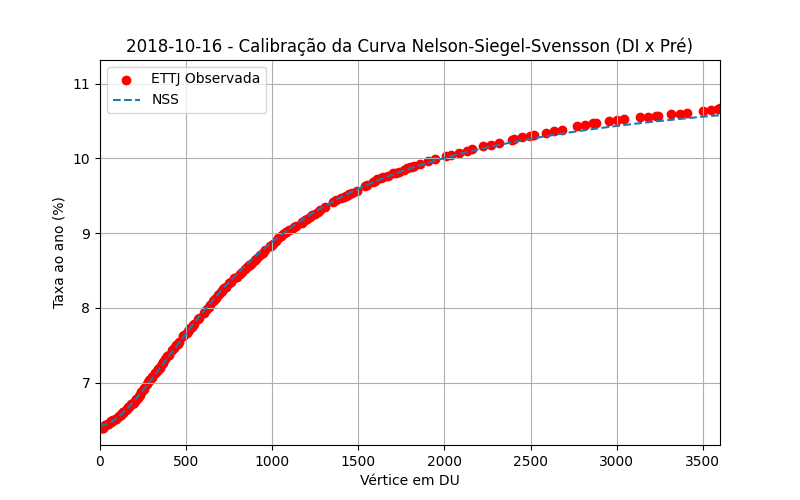 2018-10-16 - Calibração da Curva Nelson-Siegel-Svensson (DI x Pré)
ETTJ Observada
NSS
Taxa ao ano (%)
11
10
9
8
7
0 500 1000 1500 2000 2500 3000 3500
Vértice em DU